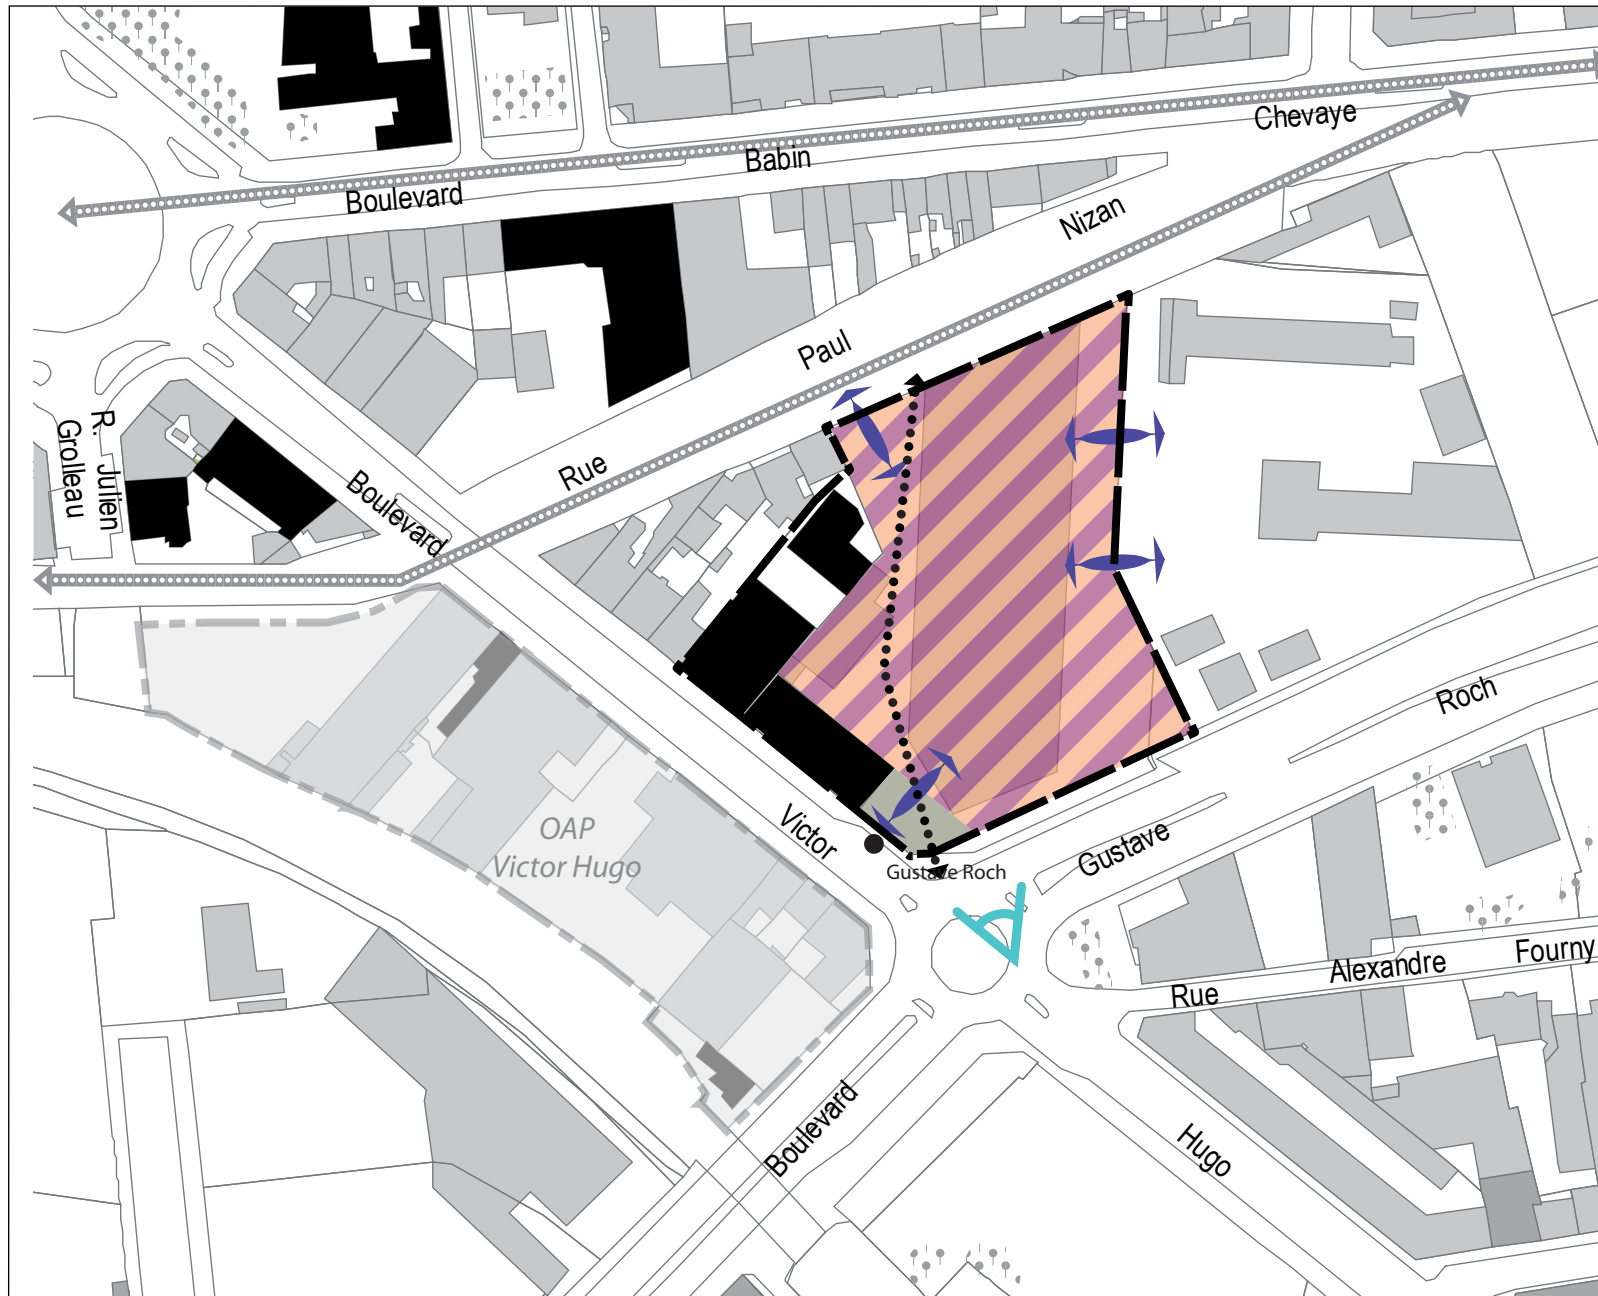 Chevaye
Babin
Boulevard
Nizan
Paul
R. Julien
Grolleau
Rue
Boulevard
Roch
OAP
Victor Hugo
Victor
Gustave
Gustave Roch
Fourny
Alexandre
Rue
Boulevard
Hugo